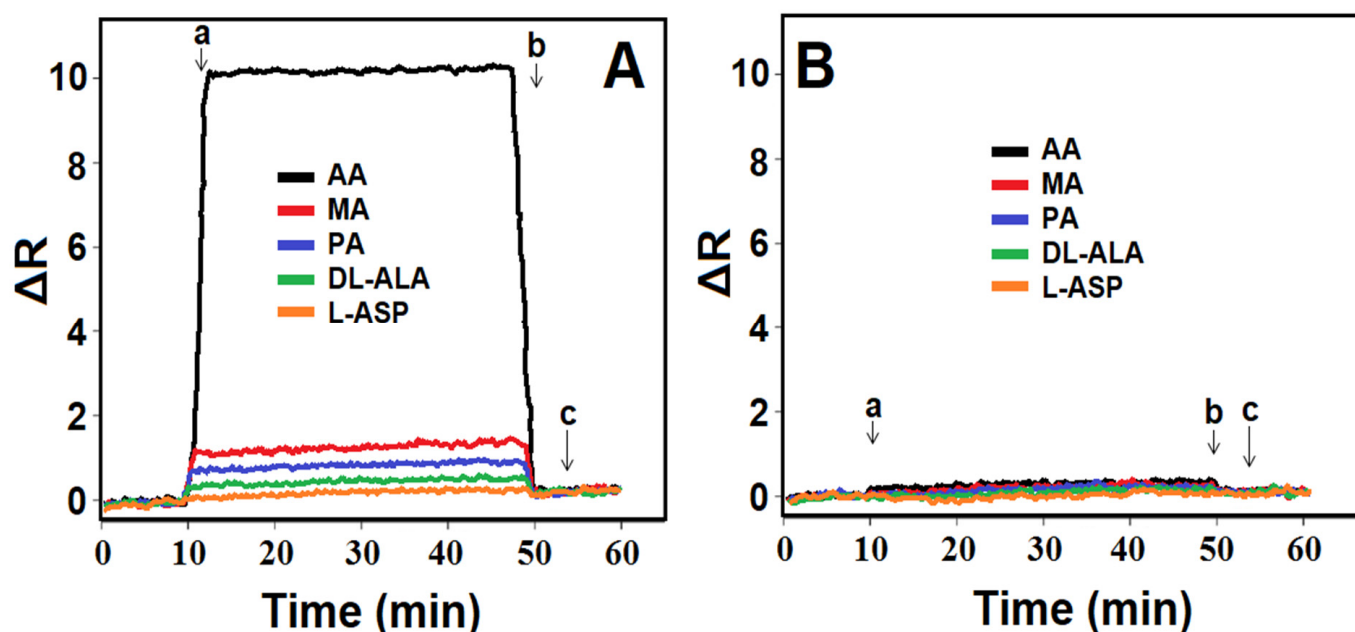 A
a
b
10
8
6
4
2
0
ΔR
AA
MA
PA
DL-ALA
L-ASP
c
0 10 20 30 40 50 60
Time (min)
B
10
8
6
4
2
0
ΔR
AA
MA
PA
DL-ALA
L-ASP
a
b c
0 10 20 30 40 50 60
Time (min)